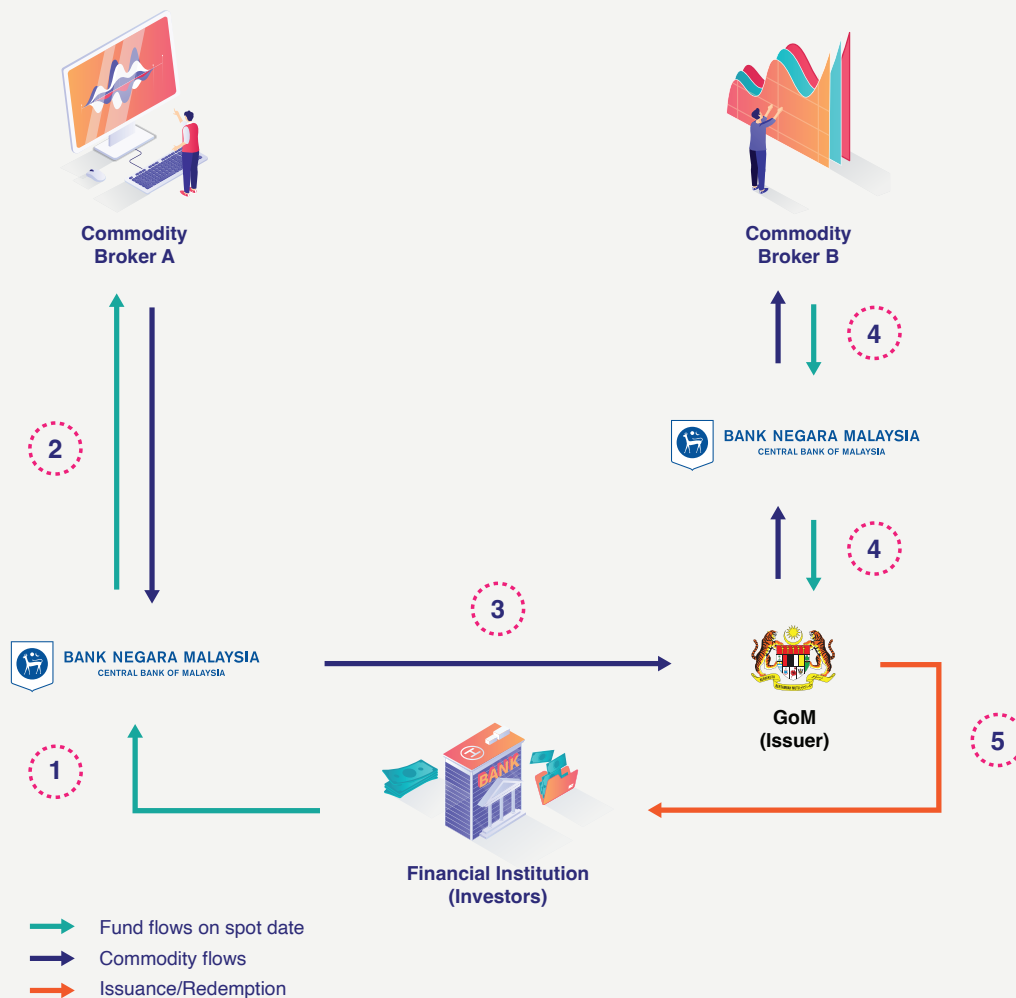 Commodity
Broker A
Commodity
Broker B
4
2
BANK NEGARA MALAYSIA
CENTRAL BANK OF MALAYSIA
4
3
BANK NEGARA MALAYSIA
CENTRAL BANK OF MALAYSIA
GoM
(Issuer)
5
1
H
BANK
Financial Institution
(Investors)
Fund flows on spot date
Commodity flows
Issuance/Redemption